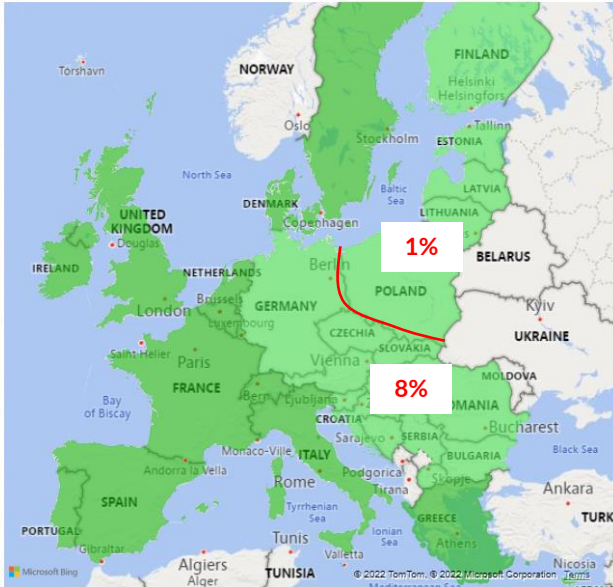 FINLAND
Torshavn
NORWAY
Helsinki
Helsingfors
Oslo
Stockholm
Tallinn
ESTONIA
North Sea
Baltic
Sea
LATVIA
DENMARK
Copenhagen
LITHUANIA
UNITED
KINGDOM
Douglas
1%
BELARUS
IRELAND
NETHERLANDS
Berlin
POLAND
London
Brussels
GERMANY
Kyiv
Luxembourg
CZECHIA
UKRAINE
Saint Helier
Paris
SLOVAKIA
Vienna
MOLDOVA
FRANCE
Bern
8%
Bay
of Biscay
Ljubljana
OMANIA
CROATIA
Bucharest
Monaco-Ville
Sarajevo
SERBIA
Black Sea
Andorra la Vella
ITALY
BULGARIA
Rome
Podgorica
Skopje
SPAIN
Tirana
Ankara
Tyrrhenian
Sea
TURK
PORTUGAL
GREECE
Ionian
Sea
Athens
Gibraltar
Tunis
Algiers
Alger
Valletta
Nicosia
TUNISIA
Microsoft Bing
© 2022 TomTom, © 2022 Microsoft Corporation Terms